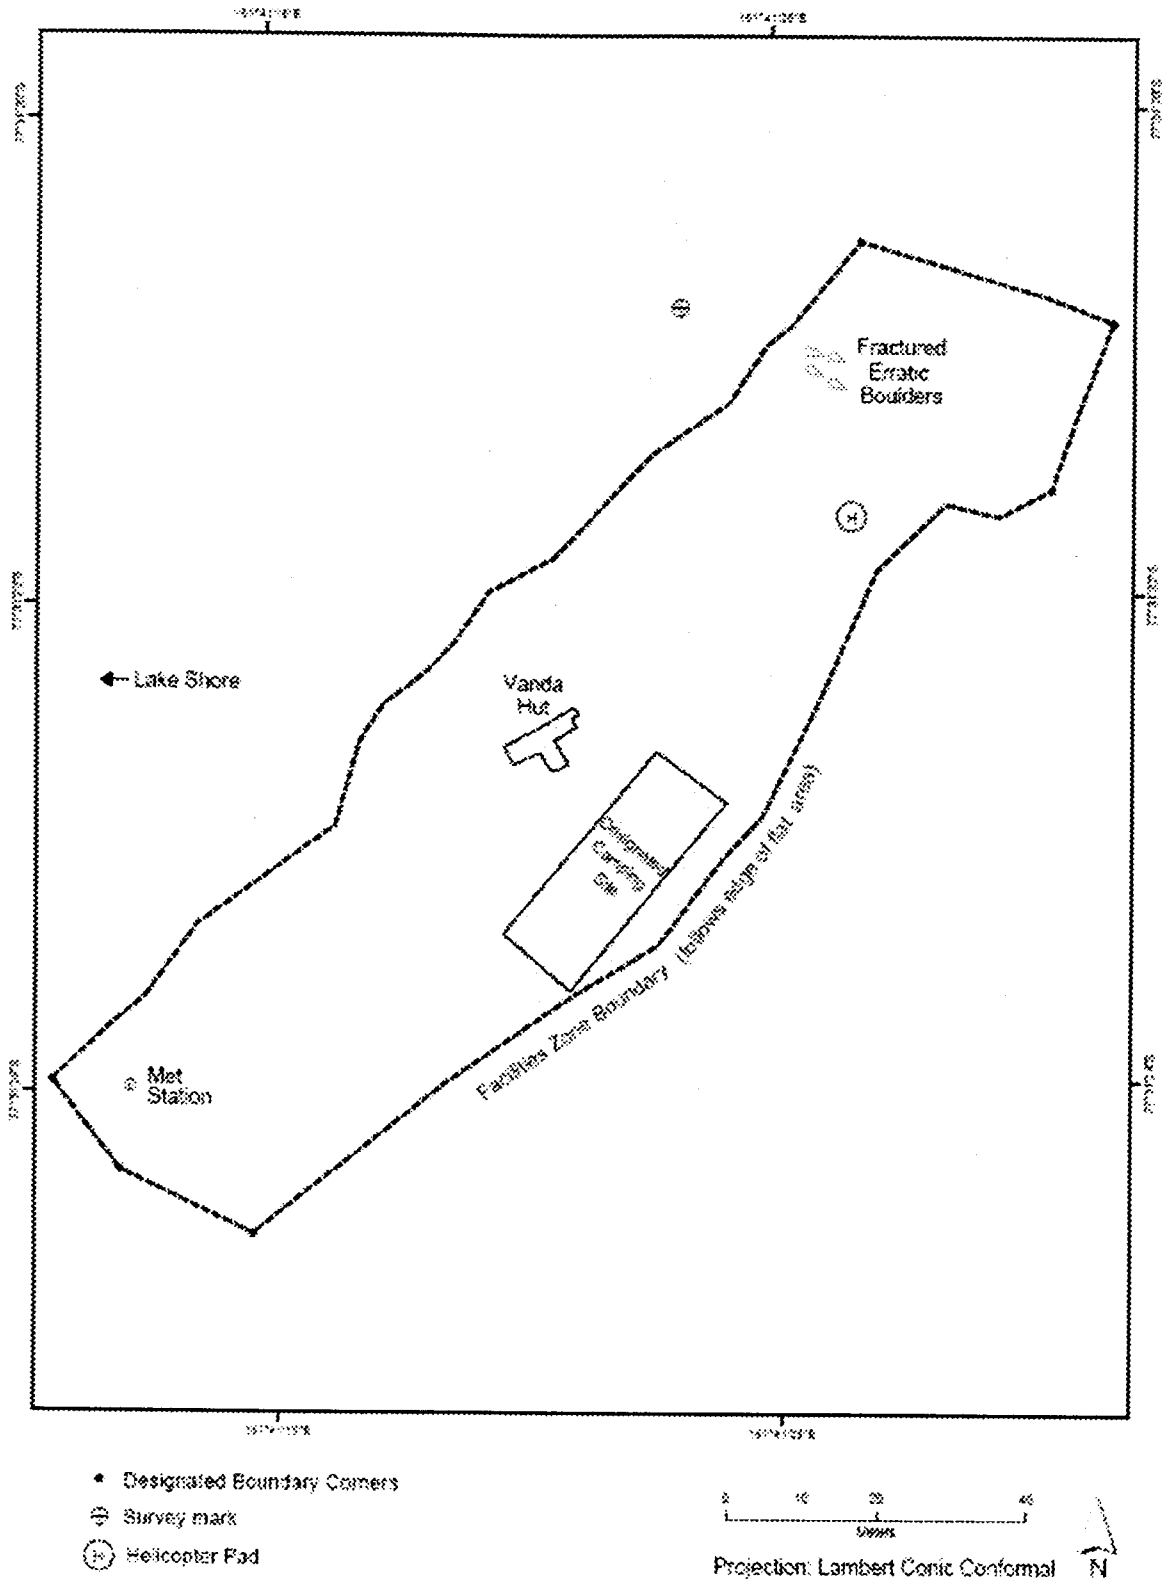 Fractured
Erratic
Boulders
H
Lake Shore
Vanda
Hut
Designated
Camping
Site
Facilities Zone Boundary (follows edge of flat area)
Met
Station
Designated Boundary Corners
Survey mark
H Helicopter Pad
0 10 20 40
Meters
Projection: Lambert Conic Conformal
N